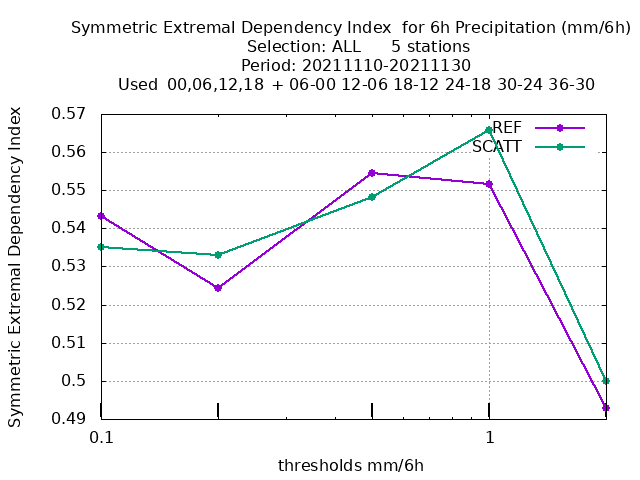 Symmetric Extremal Dependency Index  for 6h Precipitation (mm/6h)
Selection: ALL      5 stations
Period: 20211110-20211130
Used  00,06,12,18  + 06-00 12-06 18-12 24-18 30-24 36-30
Symmetric Extremal Dependency Index
0.57
0.56
0.55
0.54
0.53
0.52
0.51
0.5
0.49
REF
SCATT
0.1
1
thresholds mm/6h